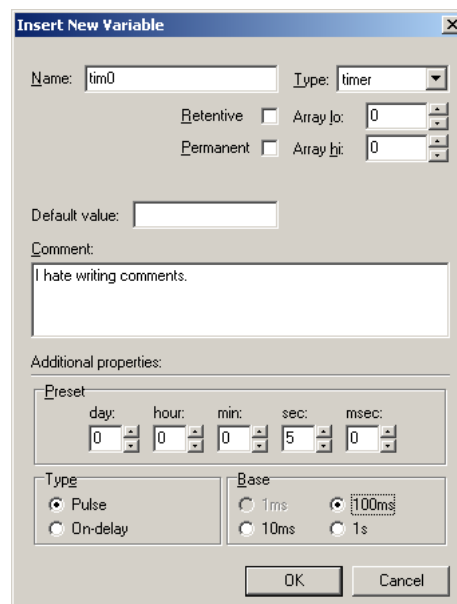 Insert New Variable
Name: tim0 Type: timer
Retentive Array lo: 0
Permanent Array hi: 0
Default value:
Comment:
I hate writing comments.
Additional properties:
Preset
day: hour: min: sec: msec:
0 0 0 5 0
Type Base
Pulse 1ms 100ms
On-delay 10ms 1s
OK Cancel